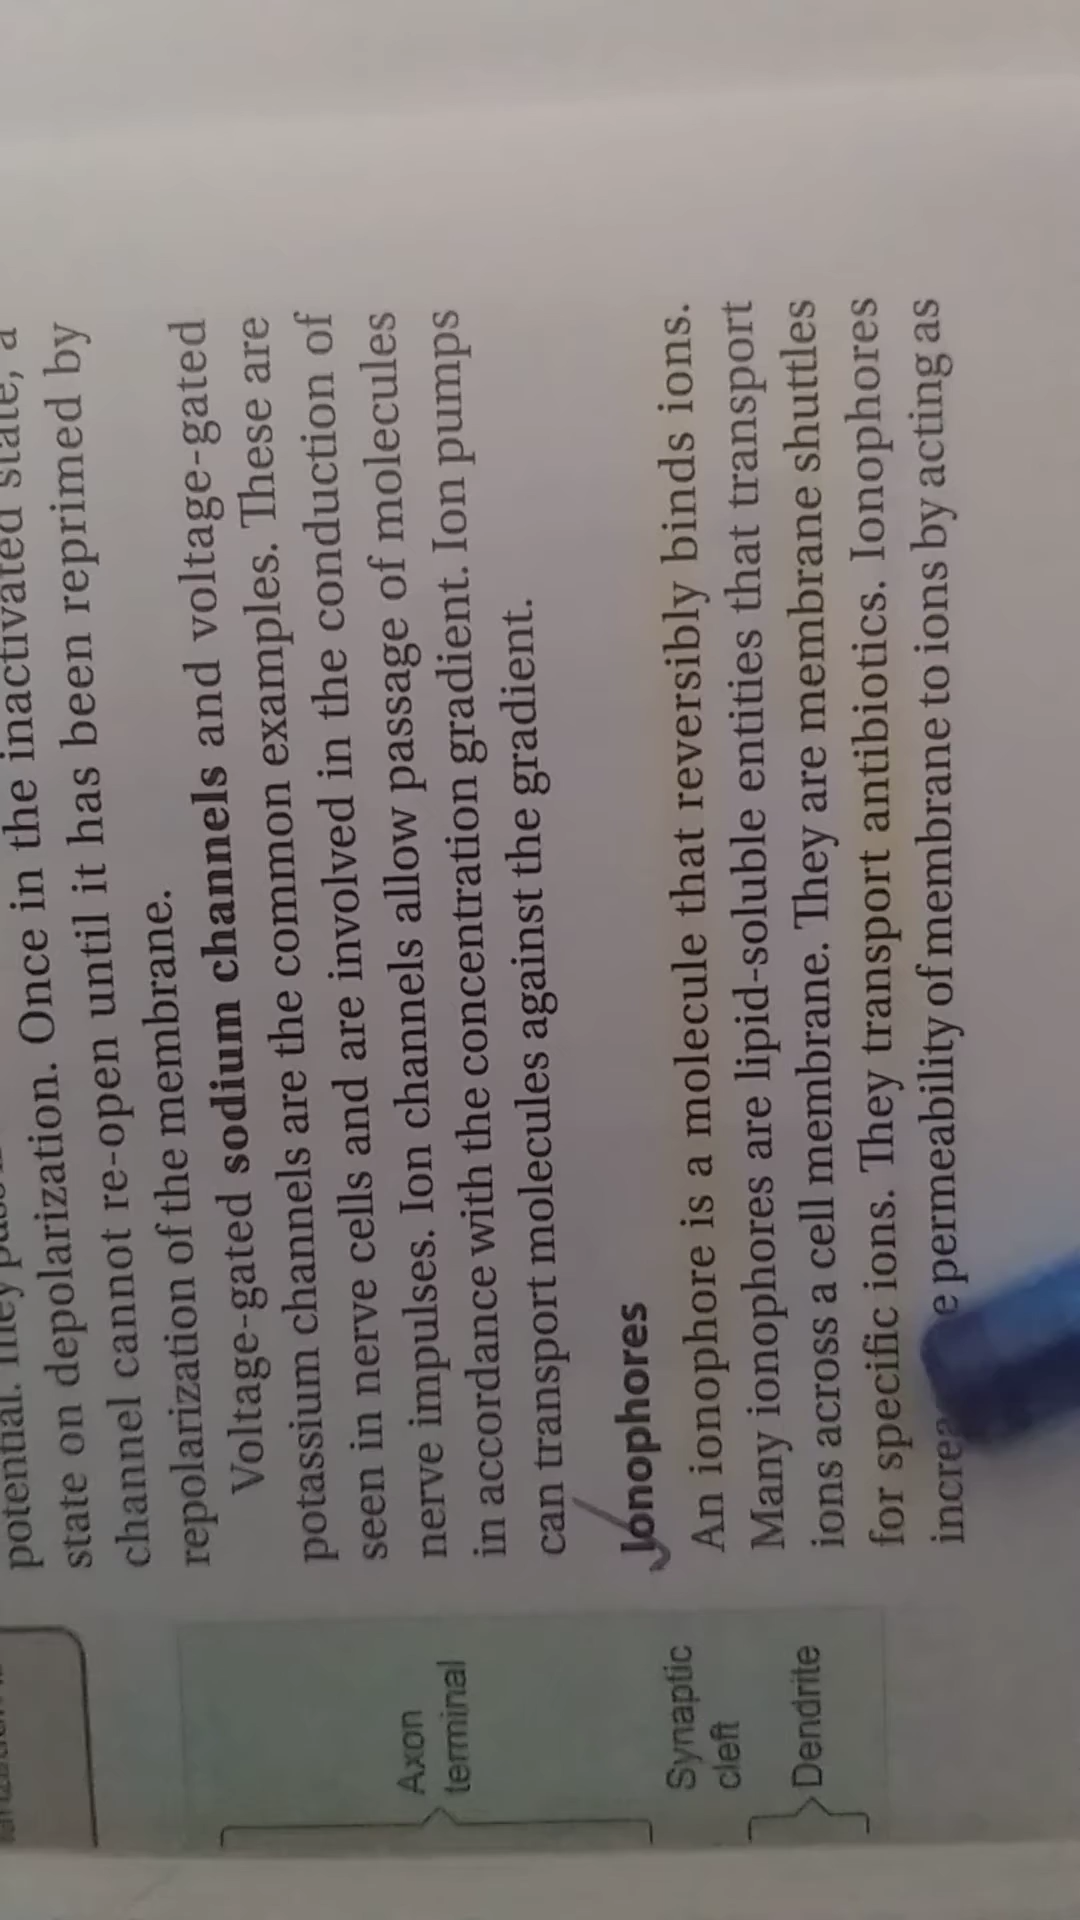 potential. They
state on depolarization. Once in the inactivated state, a
channel cannot re-open until it has been reprimed by
repolarization of the membrane.
Voltage-gated sodium channels and voltage-gated
potassium channels are the common examples. These are
seen in nerve cells and are involved in the conduction of
nerve impulses. Ion channels allow passage of molecules
in accordance with the concentration gradient. Ion pumps
can transport molecules against the gradient.
Ionophores
An ionophore is a molecule that reversibly binds ions.
Many ionophores are lipid-soluble entities that transport
ions across a cell membrane. They are membrane shuttles
for specific ions. They transport antibiotics. Ionophores
increa e permeability of membrane to ions by acting as
Axon
terminal
Synaptic
cleft
Dendrite